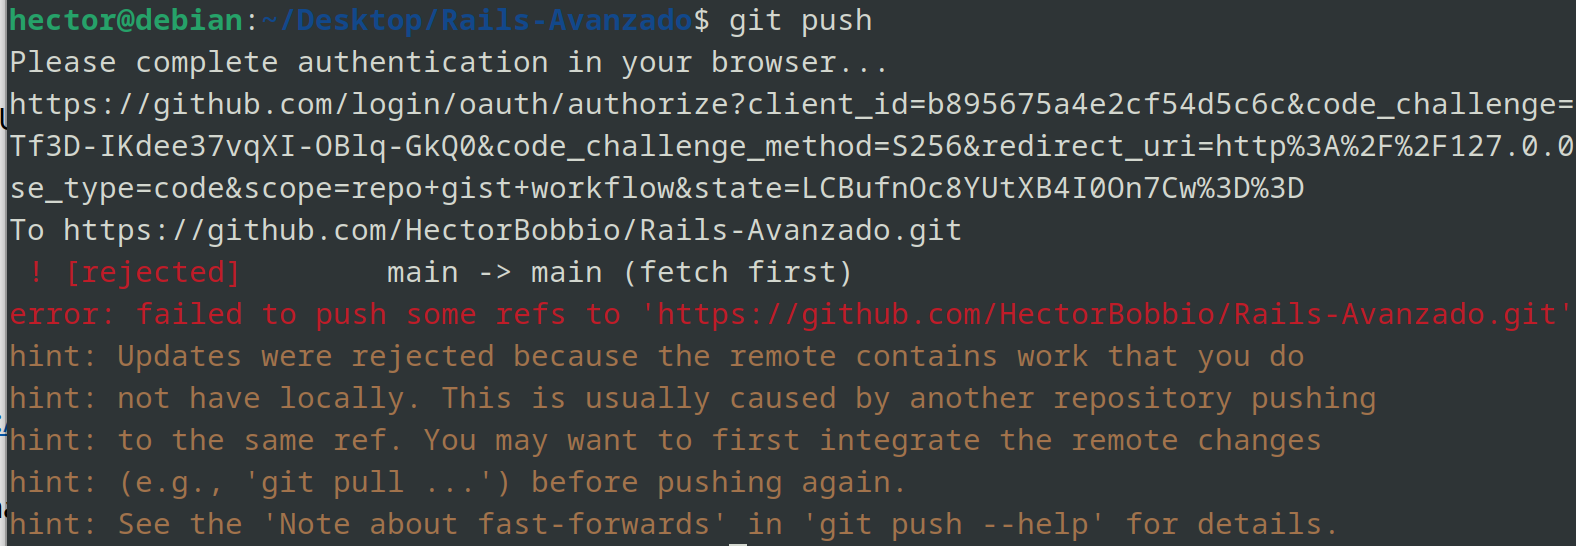 hector@debian:~/Desktop/Rails-Avanzado$ git push
Please complete authentication in your browser...
https://github.com/login/oauth/authorize?client_id=b895675a4e2cf54d5c6c&code_challenge=
Tf3D-IKdee37vqXI-OBlq-GkQ0&code_challenge_method=S256&redirect_uri=http%3A%2F%2F127.0.0
se_type=code&scope=repo+gist+workflow&state=LCBufnOc8YUtXB4I0On7Cw%3D%3D
To https://github.com/HectorBobbio/Rails-Avanzado.git
 ! [rejected]        main -> main (fetch first)
error: failed to push some refs to 'https://github.com/HectorBobbio/Rails-Avanzado.git'
hint: Updates were rejected because the remote contains work that you do
hint: not have locally. This is usually caused by another repository pushing
hint: to the same ref. You may want to first integrate the remote changes
hint: (e.g., 'git pull ...') before pushing again.
hint: See the 'Note about fast-forwards' in 'git push --help' for details.